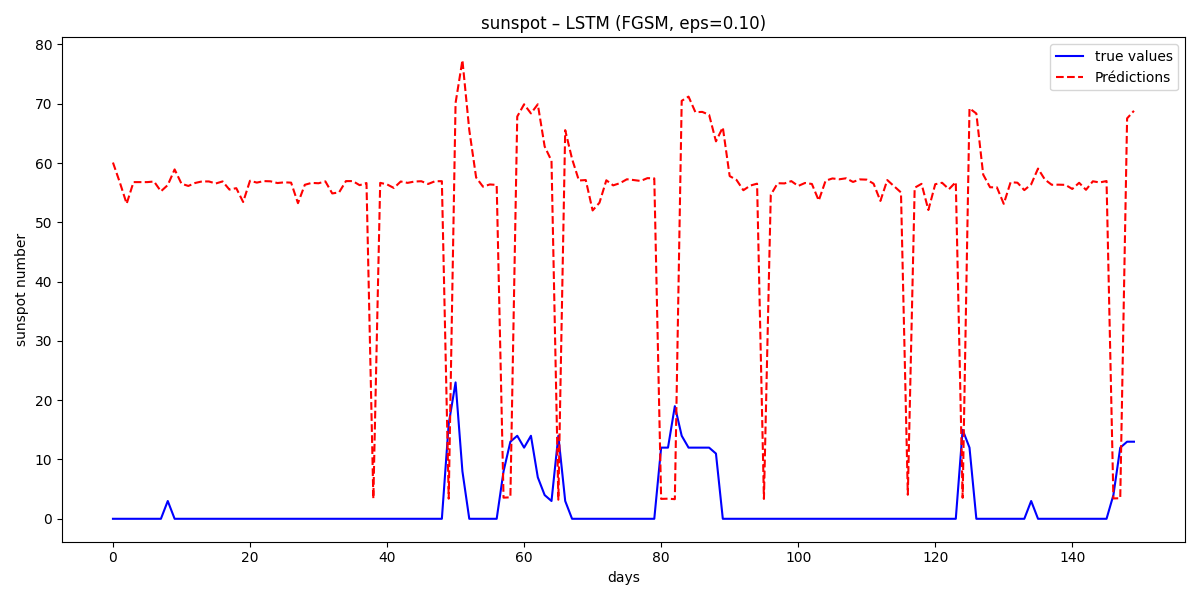 sunspot – LSTM (FGSM, eps=0.10)
true values
Prédictions
sunspot number
80
70
60
50
40
30
20
10
0
0 20 40 60 80 100 120 140
days